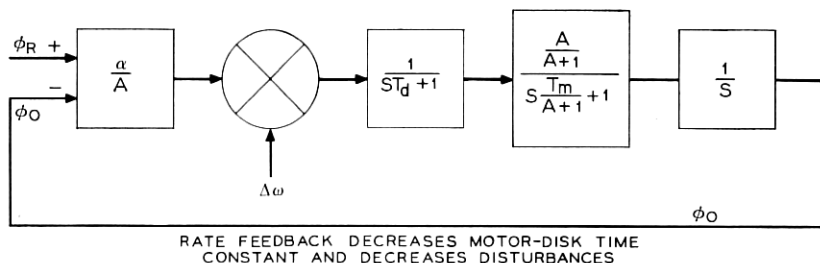 ϕR +
−
ϕO
α
A
Δω
1
STd +1
A
A+1
S Tm +1
A+1
1
S
ϕO
RATE FEEDBACK DECREASES MOTOR-DISK TIME
CONSTANT AND DECREASES DISTURBANCES